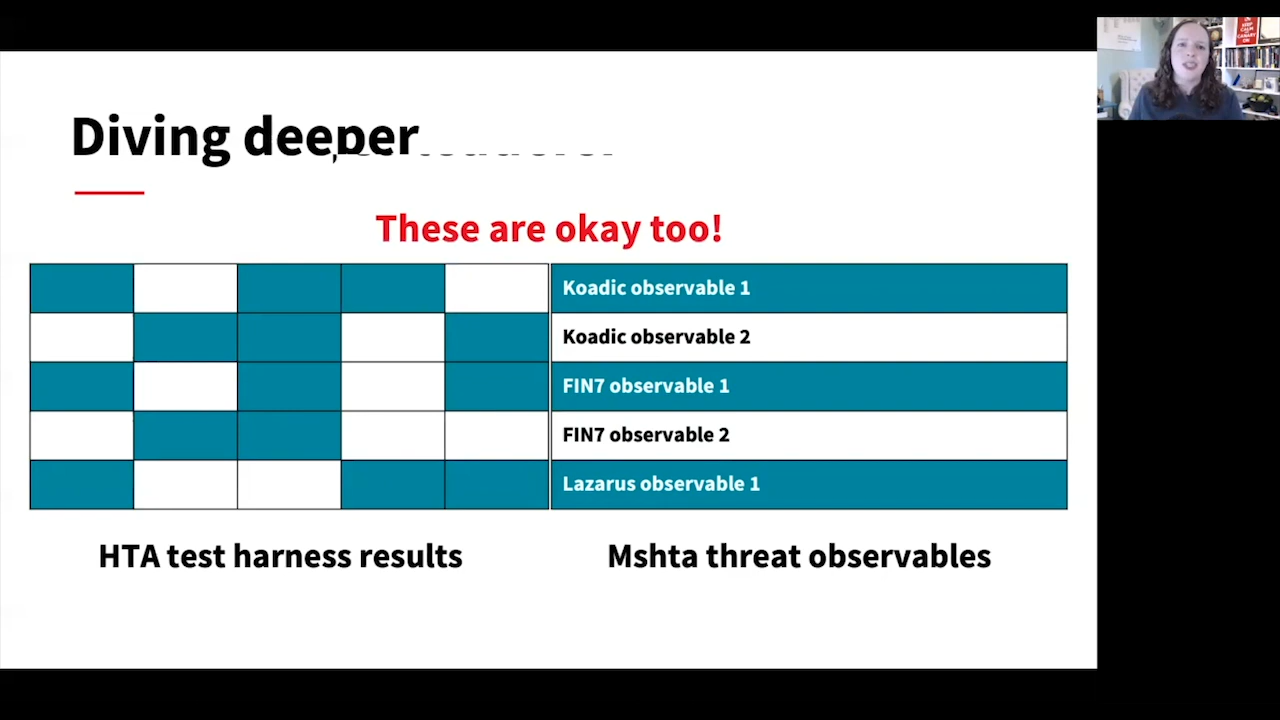 Diving deeper
These are okay too!
Koadic observable 1
Koadic observable 2
FIN7 observable 1
FIN7 observable 2
Lazarus observable 1
HTA test harness results
Mshta threat observables